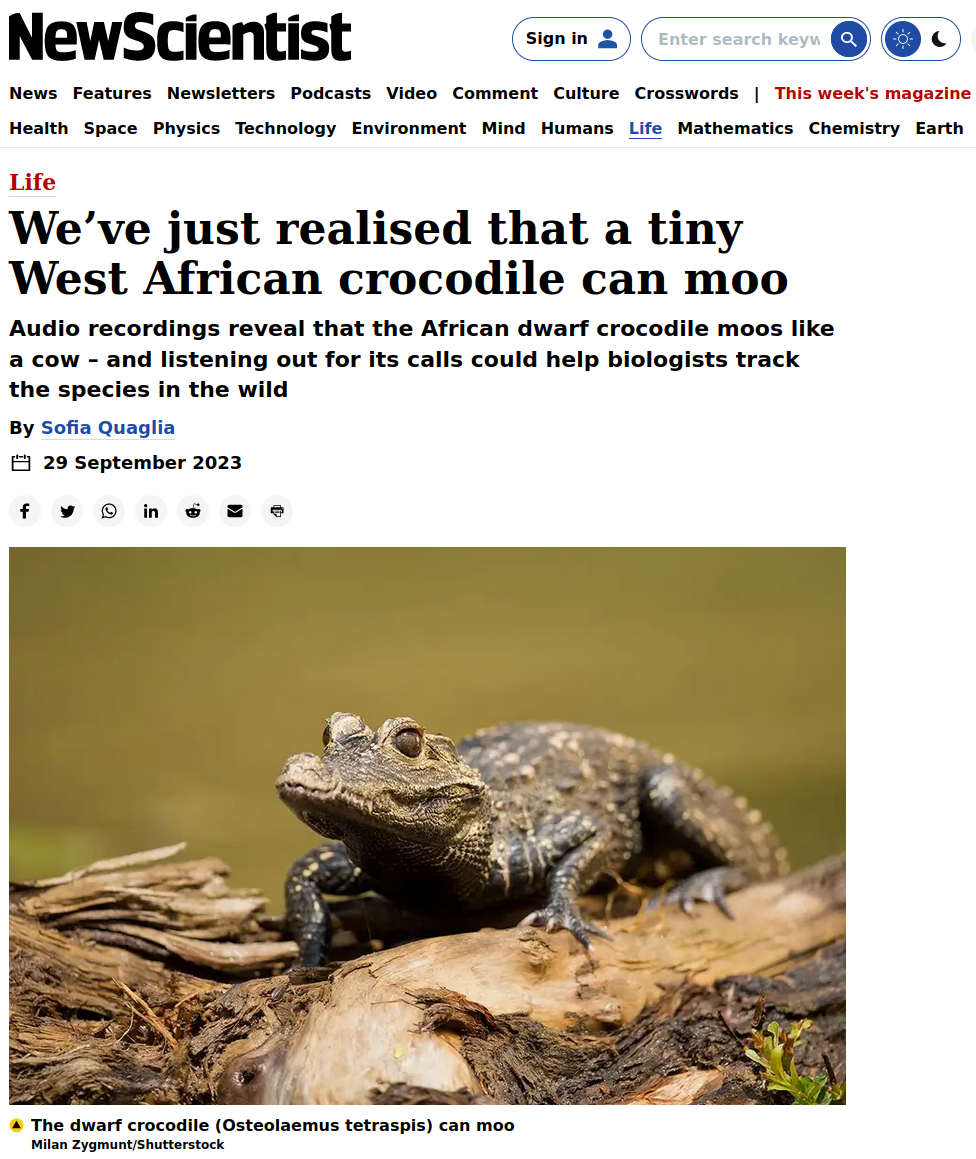 NewScientist
Sign in
Enter search keyw
News Features Newsletters Podcasts Video Comment Culture Crosswords | This week's magazine
Health Space Physics Technology Environment Mind Humans Life Mathematics Chemistry Earth
Life
We’ve just realised that a tiny
West African crocodile can moo
Audio recordings reveal that the African dwarf crocodile moos like
a cow – and listening out for its calls could help biologists track
the species in the wild
By Sofia Quaglia
29 September 2023
The dwarf crocodile (Osteolaemus tetraspis) can moo
Milan Zygmunt/Shutterstock